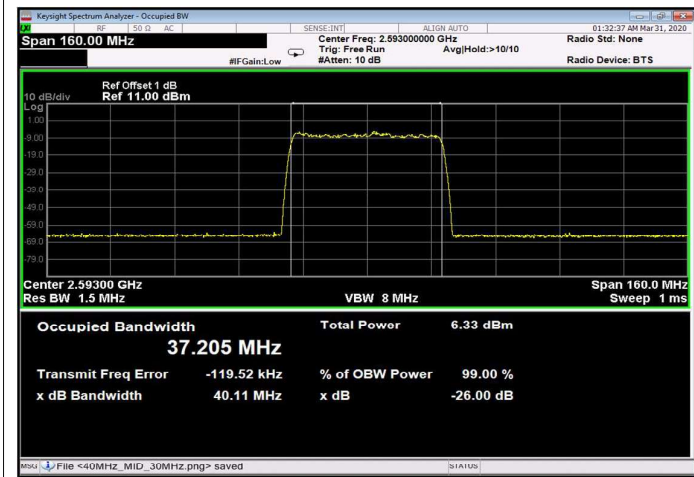 Keysight Spectrum Analyzer - Occupied BW
RF 50 Ω AC SENSE:INT ALIGN AUTO 01:32:37 AM Mar 31, 2020
Span 160.00 MHz Center Freq: 2.593000000 GHz Radio Std: None
Trig: Free Run Avg|Hold:>10/10
#IFGain:Low #Atten: 10 dB Radio Device: BTS
Ref Offset 1 dB
10 dB/div Ref 11.00 dBm
Log
1.00
-9.00
-19.0
-29.0
-39.0
-49.0
-59.0
-69.0
-79.0
Center 2.59300 GHz Span 160.0 MHz
Res BW 1.5 MHz VBW 8 MHz Sweep 1 ms
Occupied Bandwidth Total Power 6.33 dBm
37.205 MHz
Transmit Freq Error -119.52 kHz % of OBW Power 99.00 %
x dB Bandwidth 40.11 MHz x dB -26.00 dB
MSG File <40MHz_MID_30MHz.png> saved STATUS